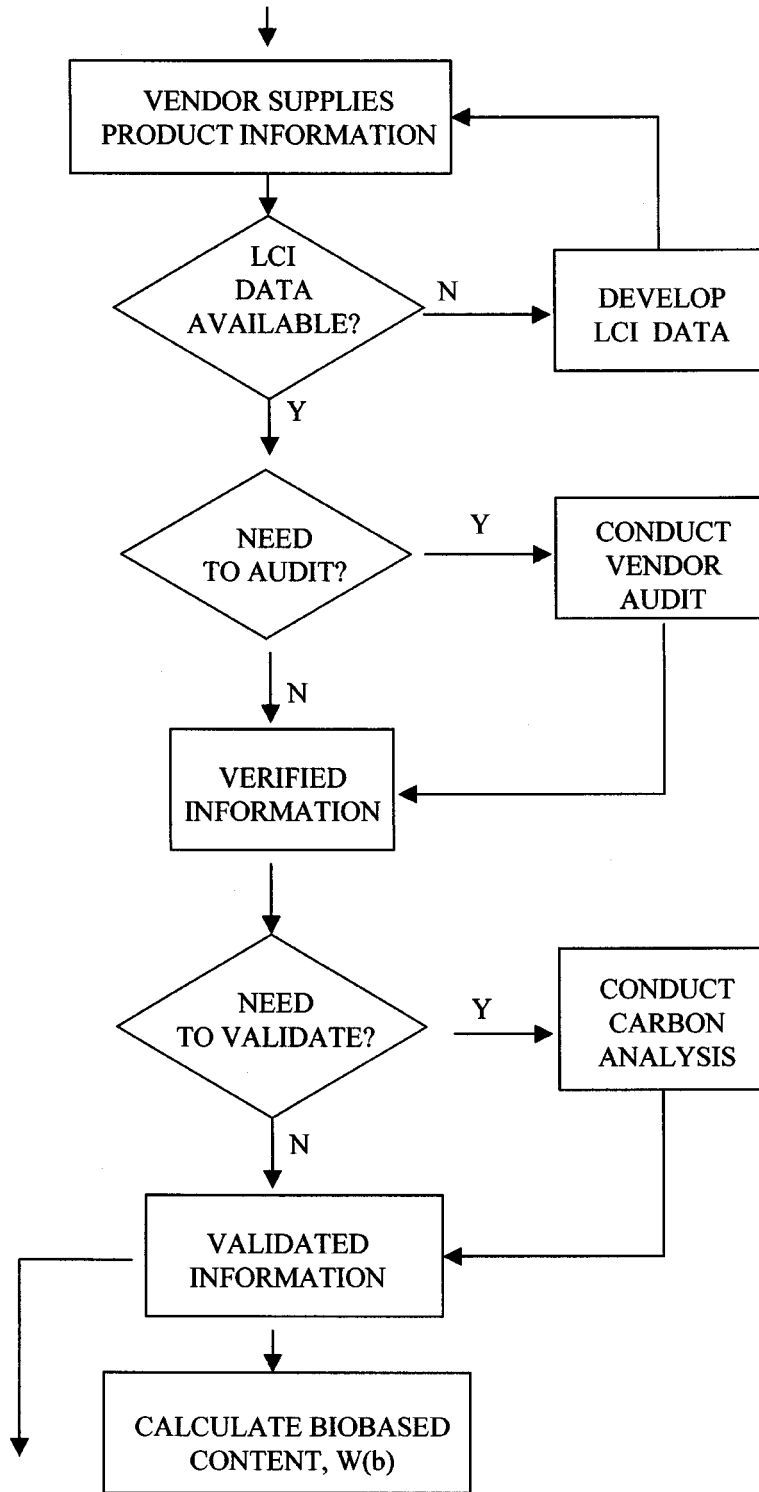 VENDOR SUPPLIES
PRODUCT INFORMATION
LCI
DATA
AVAILABLE?
N
DEVELOP
LCI DATA
Y
NEED
TO AUDIT?
Y
CONDUCT
VENDOR
AUDIT
N
VERIFIED
INFORMATION
NEED
TO VALIDATE?
Y
CONDUCT
CARBON
ANALYSIS
N
VALIDATED
INFORMATION
CALCULATE BIOBASED
CONTENT, W(b)